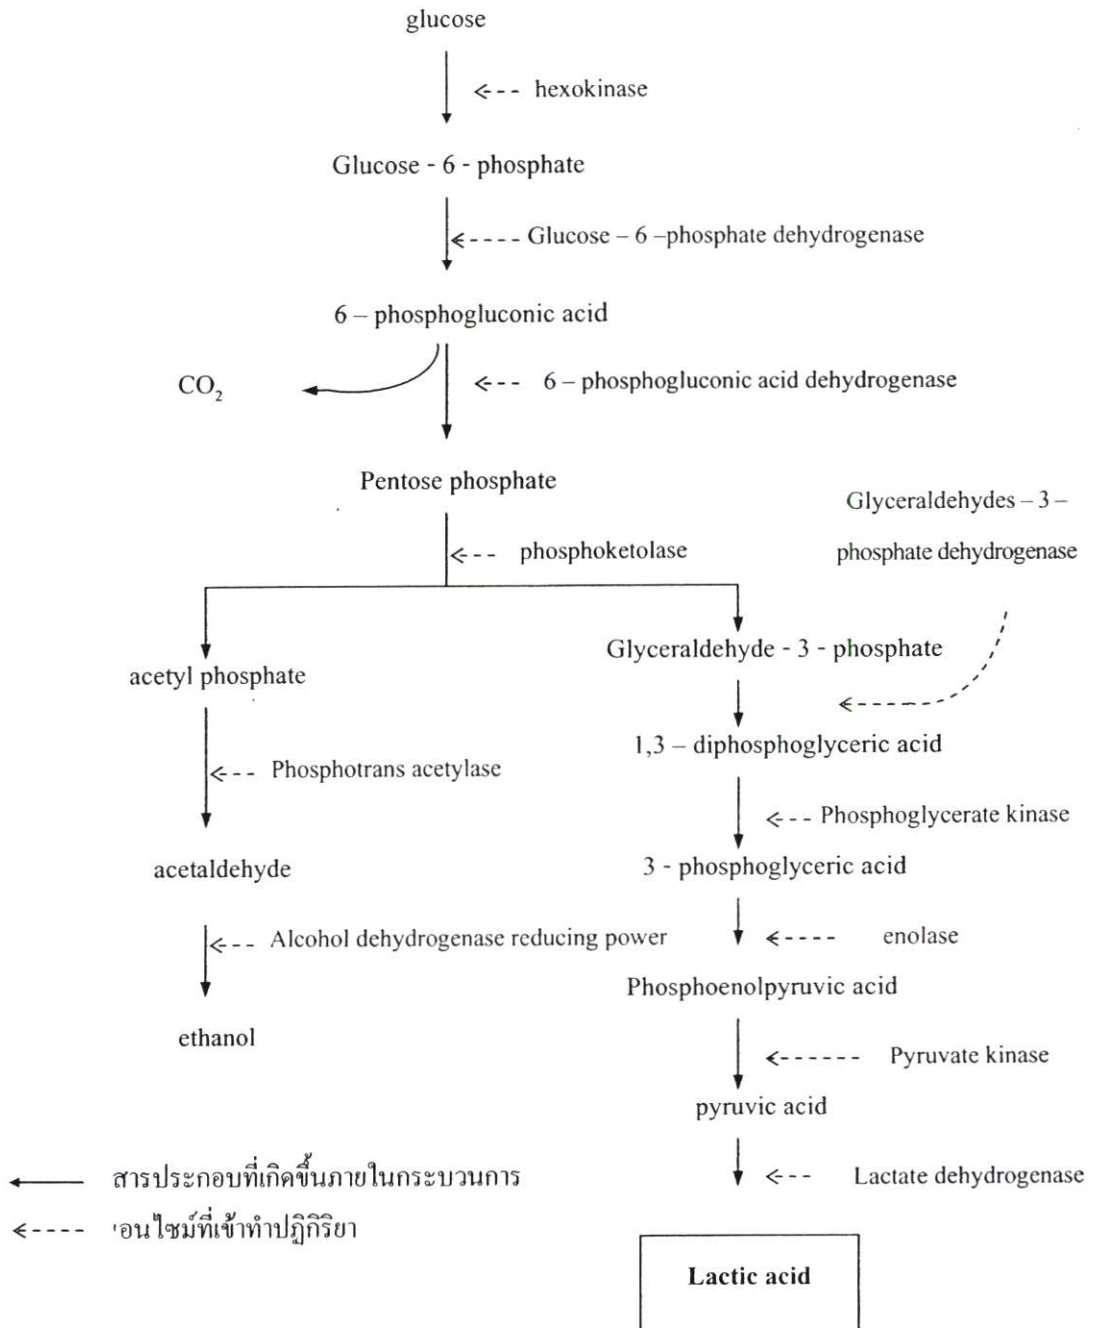 glucose
hexokinase
Glucose - 6 - phosphate
Glucose – 6 –phosphate dehydrogenase
6 – phosphogluconic acid
CO₂
6 – phosphogluconic acid dehydrogenase
Pentose phosphate
Glyceraldehydes – 3 –
phosphate dehydrogenase
phosphoketolase
Glyceraldehyde - 3 - phosphate
acetyl phosphate
1,3 – diphosphoglyceric acid
Phosphotrans acetylase
Phosphoglycerate kinase
acetaldehyde
3 - phosphoglyceric acid
Alcohol dehydrogenase reducing power
enolase
Phosphoenolpyruvic acid
ethanol
Pyruvate kinase
pyruvic acid
สารประกอบที่เกิดขึ้นภายในกระบวนการ
Lactate dehydrogenase
อนไซม์ที่เข้าทำปฏิกิริยา
Lactic acid